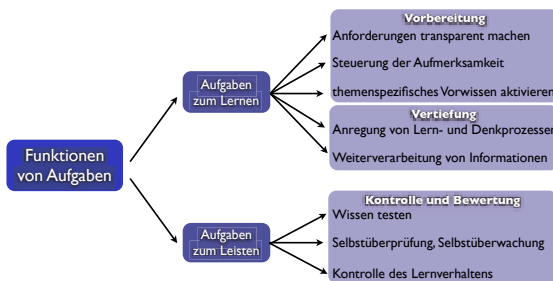 Funktionen
von Aufgaben
Aufgaben
zum Lernen
Vorbereitung
Anforderungen transparent machen
Steuerung der Aufmerksamkeit
themenspezifisches Vorwissen aktivieren
Vertiefung
Anregung von Lern- und Denkprozessen
Weiterverarbeitung von Informationen
Aufgaben
zum Leisten
Kontrolle und Bewertung
Wissen testen
Selbstüberprüfung, Selbstüberwachung
Kontrolle des Lernverhaltens